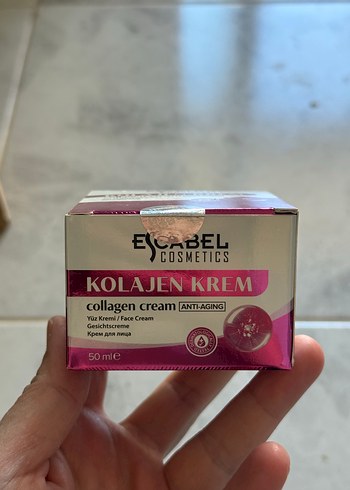 ESCABEL
COSMETICS
KOLAJEN KREM
collagen cream ANTI-AGING
Yüz Kremi / Face Cream
Gesichtscreme
Крем для лица
50 ml e